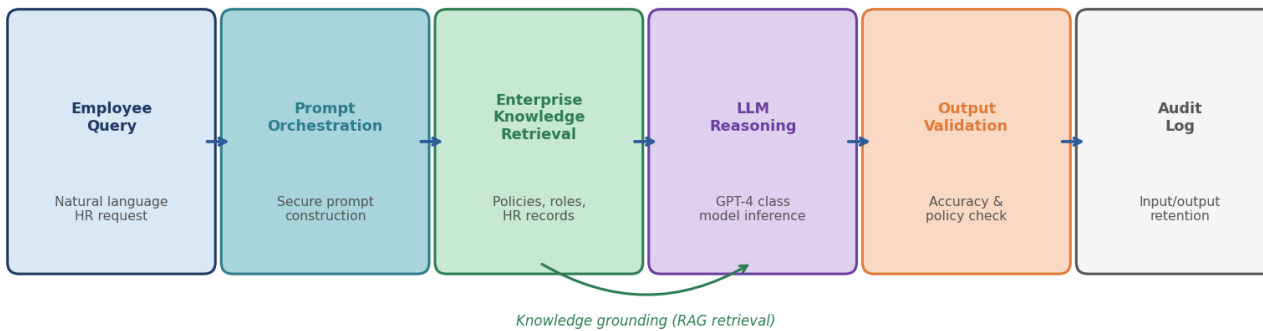 Employee
Query
Natural language
HR request
Prompt
Orchestration
Secure prompt
construction
Enterprise
Knowledge
Retrieval
Policies, roles,
HR records
LLM
Reasoning
GPT-4 class
model inference
Output
Validation
Accuracy &
policy check
Audit
Log
Input/output
retention
Knowledge grounding (RAG retrieval)